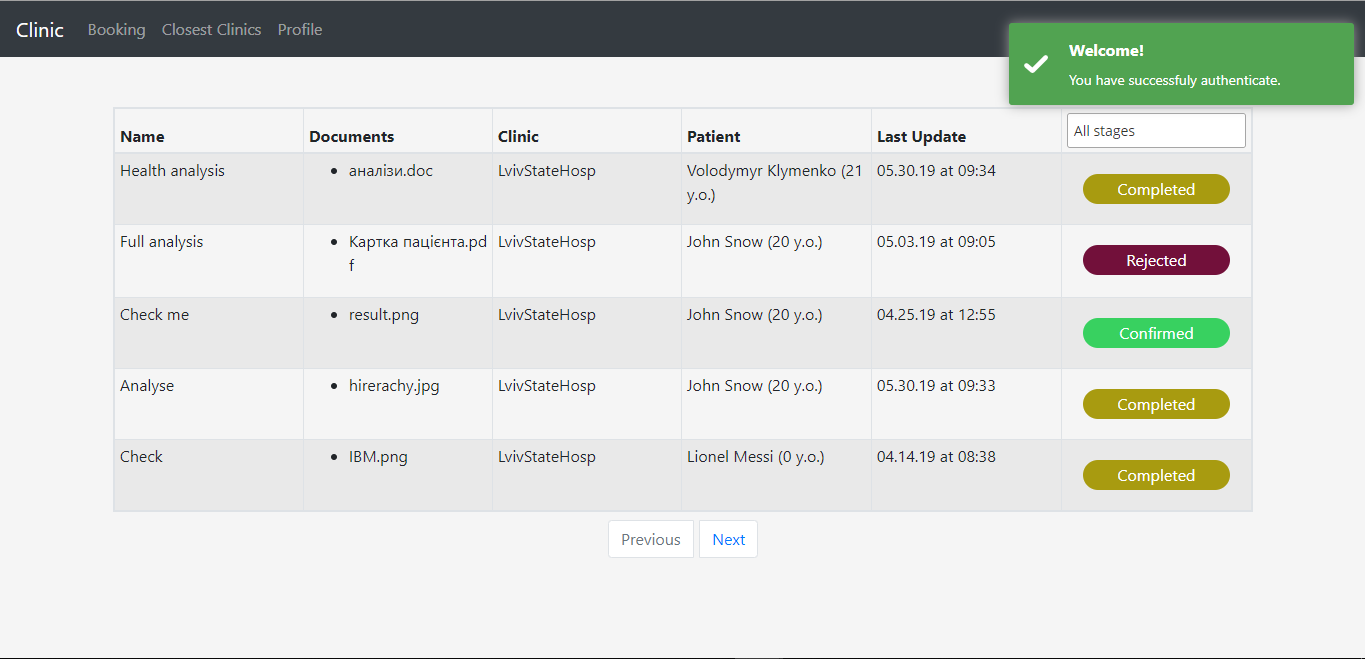 Clinic Booking Closest Clinics Profile
Welcome!
You have successfuly authenticate.
Name Documents Clinic Patient Last Update All stages
Health analysis аналізи.doc LvivStateHosp Volodymyr Klymenko (21 05.30.19 at 09:34
y.o.)
Completed
Full analysis Картка пацієнта.pd LvivStateHosp John Snow (20 y.o.) 05.03.19 at 09:05
f
Rejected
Check me result.png LvivStateHosp John Snow (20 y.o.) 04.25.19 at 12:55
Confirmed
Analyse hirerachy.jpg LvivStateHosp John Snow (20 y.o.) 05.30.19 at 09:33
Completed
Check IBM.png LvivStateHosp Lionel Messi (0 y.o.) 04.14.19 at 08:38
Completed
Previous Next